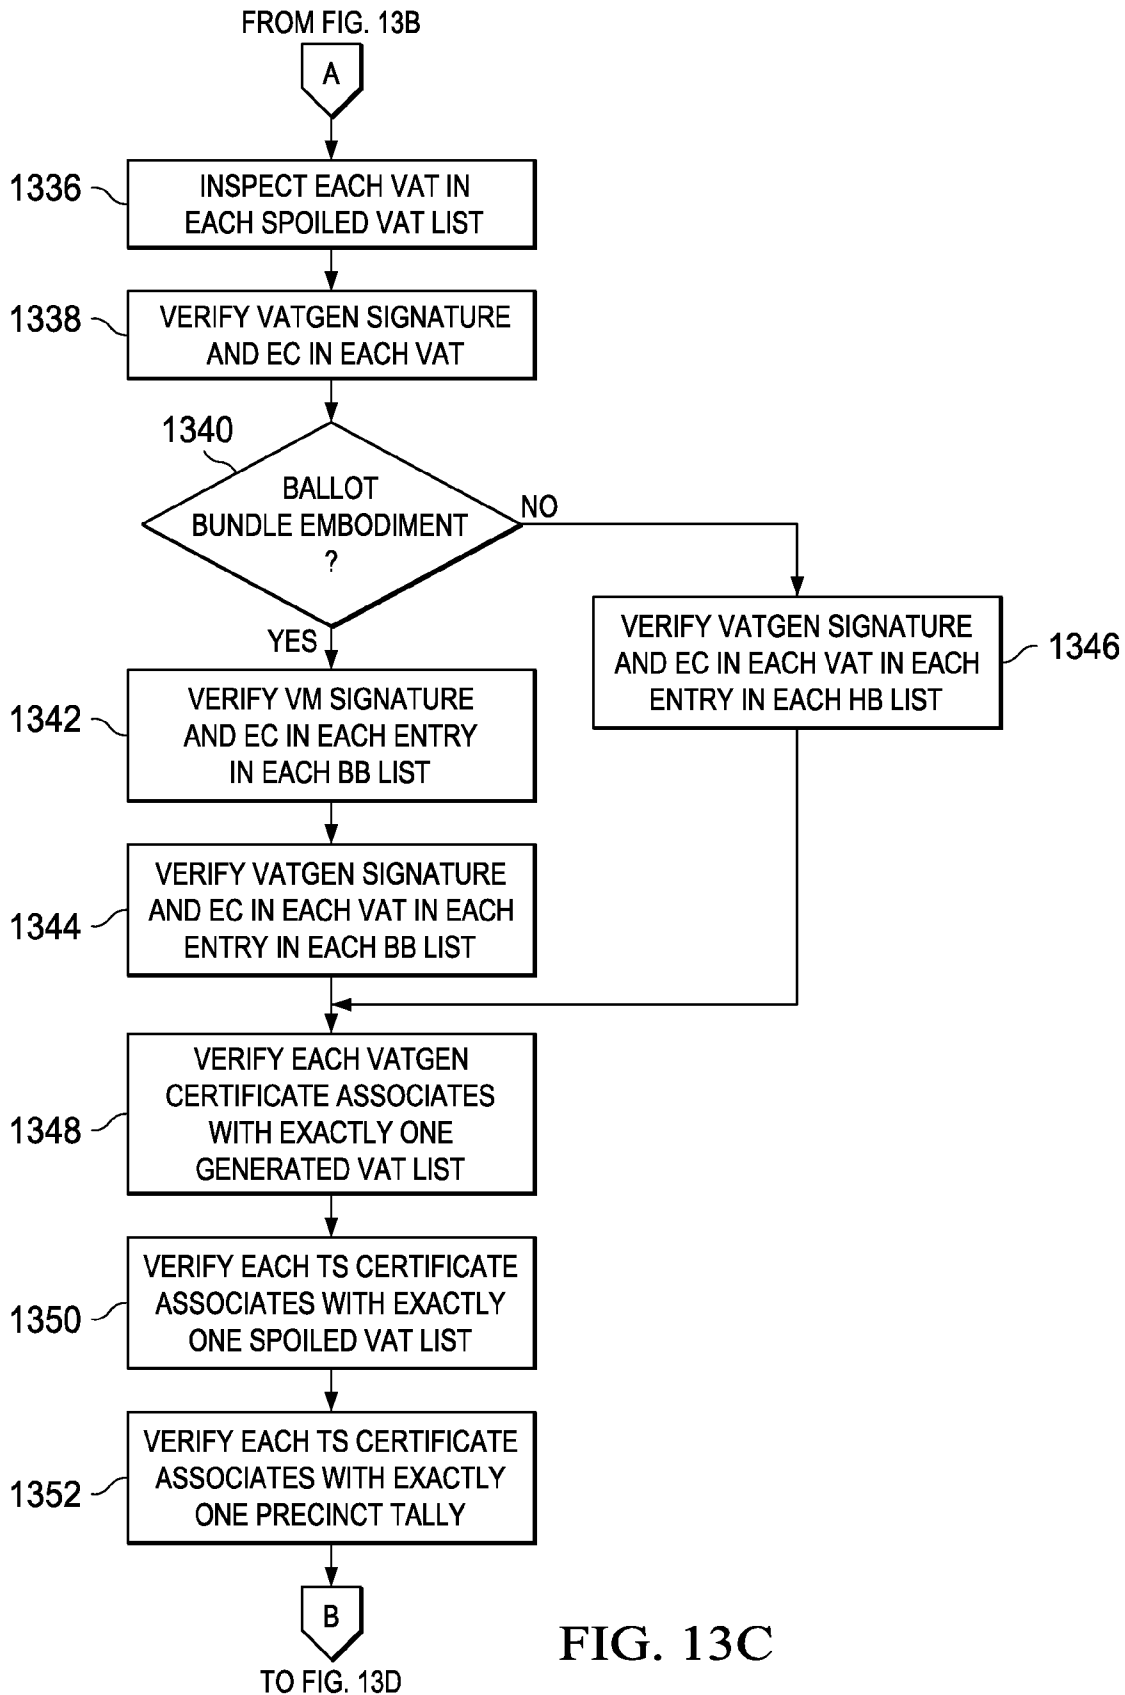 FROM FIG. 13B
A
1336
INSPECT EACH VAT IN
EACH SPOILED VAT LIST
1338
VERIFY VATGEN SIGNATURE
AND EC IN EACH VAT
1340
BALLOT
BUNDLE EMBODIMENT
?
NO
YES
VERIFY VATGEN SIGNATURE
AND EC IN EACH VAT IN EACH
ENTRY IN EACH HB LIST
1346
1342
VERIFY VM SIGNATURE
AND EC IN EACH ENTRY
IN EACH BB LIST
1344
VERIFY VATGEN SIGNATURE
AND EC IN EACH VAT IN EACH
ENTRY IN EACH BB LIST
1348
VERIFY EACH VATGEN
CERTIFICATE ASSOCIATES
WITH EXACTLY ONE
GENERATED VAT LIST
1350
VERIFY EACH TS CERTIFICATE
ASSOCIATES WITH EXACTLY
ONE SPOILED VAT LIST
1352
VERIFY EACH TS CERTIFICATE
ASSOCIATES WITH EXACTLY
ONE PRECINCT TALLY
B
TO FIG. 13D
FIG. 13C